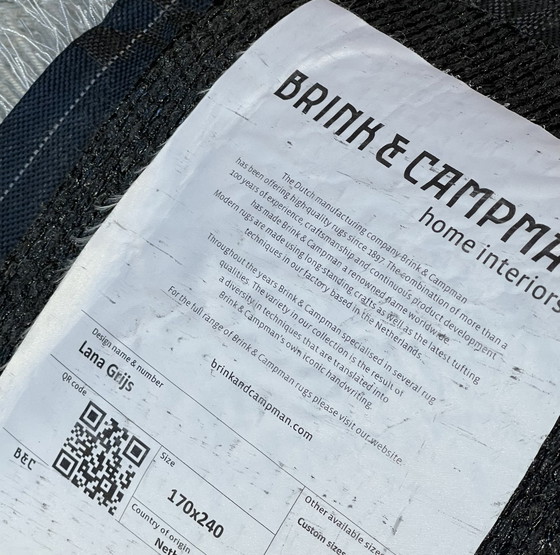 BRINK & CAMPMA
home interiors
The Dutch manufacturing company Brink & Campman
has been offering high-quality rugs since 1897. The combination of more than a
100 years of experience, craftsmanship and continuous product development
has made Brink & Campman a renowned name worldwide.
Modern rugs are made using long standing crafts as well as the latest tufting
techniques in our factory based in the Netherlands.
Throughout the years Brink & Campman specialised in several rug
qualities. The variety in our collection is the result of
a diversity in techniques that are translated into
Brink & Campman's own iconic handwriting.
For the full range of Brink & Campman rugs please visit our website.
brinkandcampman.com
Design name & number
Lana Grijs
QR code
B&C
Size
170x240
Country of origin
Neth
Other available sizes
Custom sizes